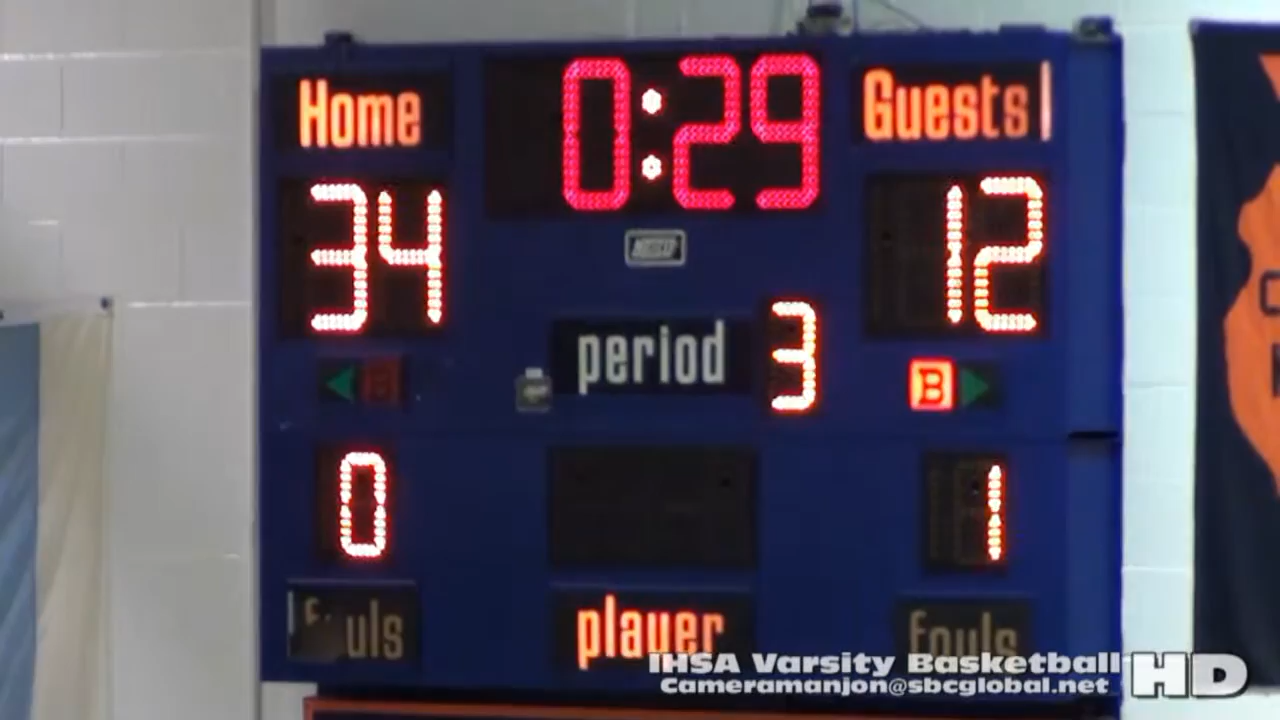 Home 0:29 Guests
34 12
period 3
B B
0 1
fouls player fouls
IHSA Varsity Basketball HD
Cameramanjon@sbcglobal.net